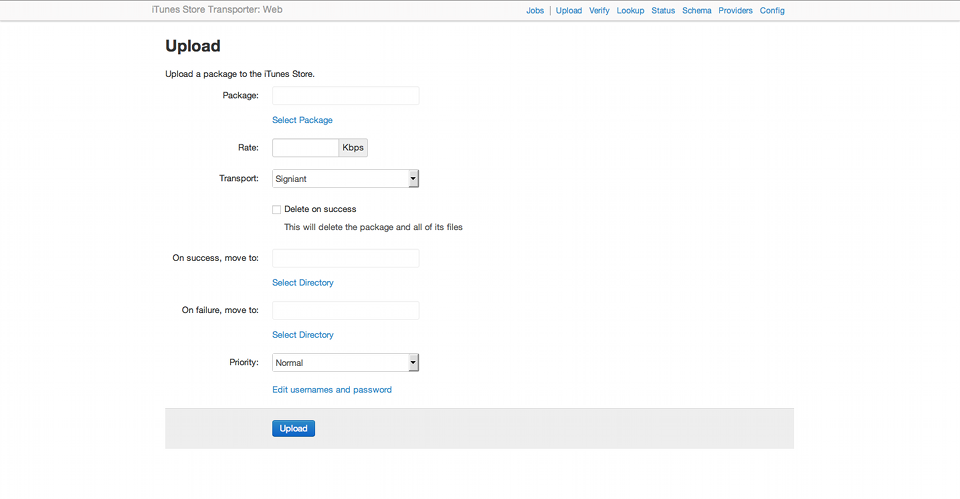 iTunes Store Transporter: Web
Jobs | Upload Verify Lookup Status Schema Providers Config
Upload
Upload a package to the iTunes Store.
Package:
Select Package
Rate: Kbps
Transport: Signiant
Delete on success
This will delete the package and all of its files
On success, move to:
Select Directory
On failure, move to:
Select Directory
Priority: Normal
Edit usernames and password
Upload